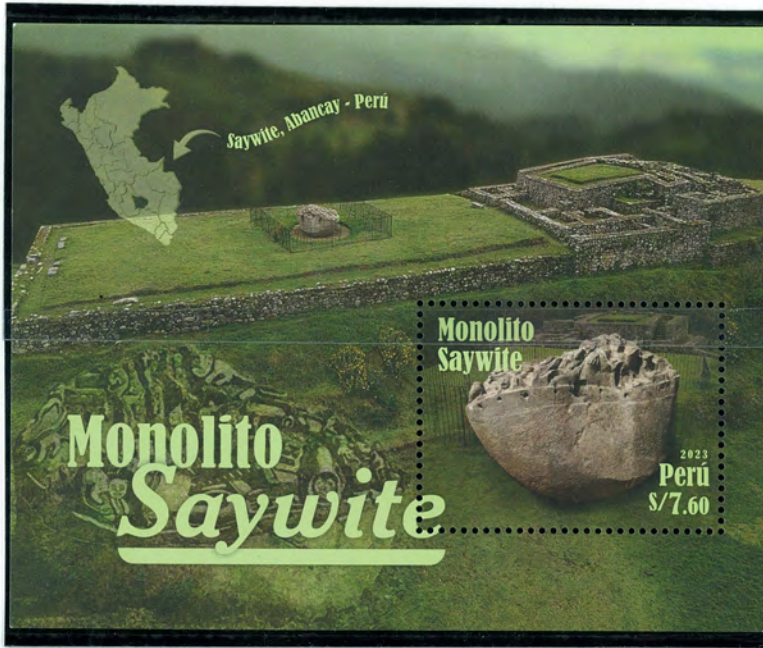 Saywite, Abancay - Perú
Monolito
Saywite
Monolito
Saywite
2023
Perú
S/7.60